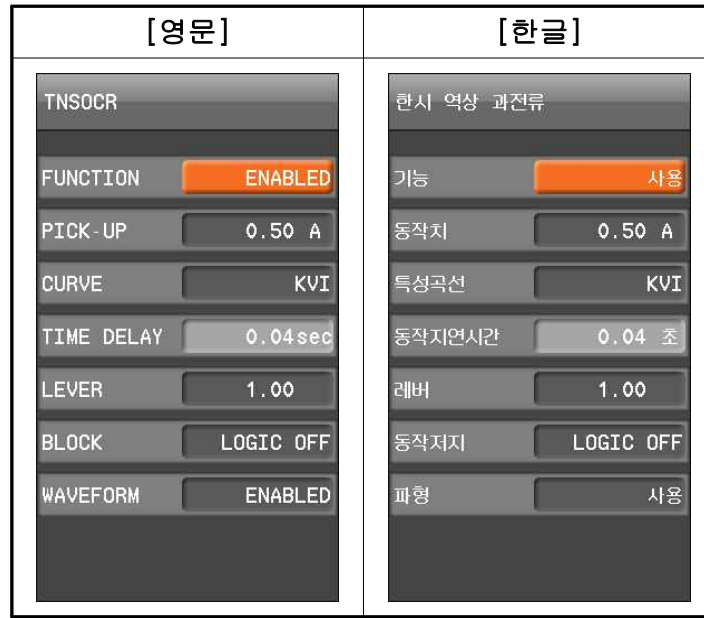 [영문]
[한글]
TNSOCR
FUNCTION ENABLED
PICK-UP 0.50 A
CURVE KVI
TIME DELAY 0.04sec
LEVER 1.00
BLOCK LOGIC OFF
WAVEFORM ENABLED
한시 역상 과전류
기능 사용
동작치 0.50 A
특성곡선 KVI
동작지연시간 0.04 초
레버 1.00
동작저지 LOGIC OFF
파형 사용